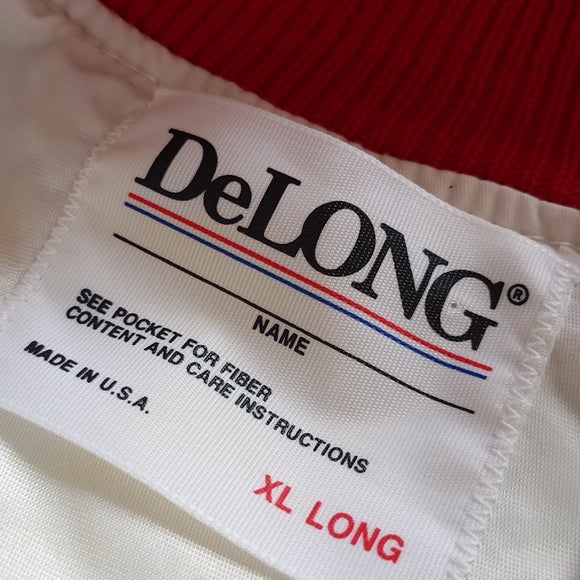 DeLONG®
NAME
SEE POCKET FOR FIBER
CONTENT AND CARE INSTRUCTIONS
MADE IN U.S.A.
XL LONG